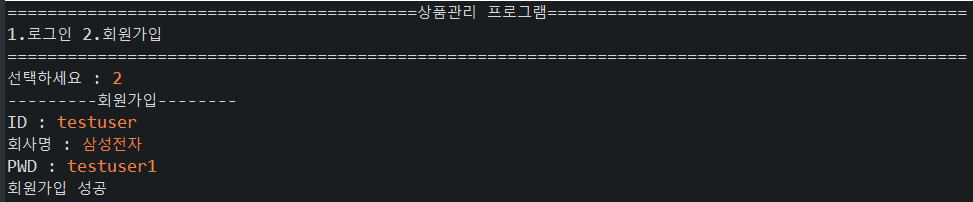 =========================================상품관리 프로그램==========================================
1.로그인 2.회원가입
================================================================================================
선택하세요 : 2
---------회원가입--------
ID : testuser
회사명 : 삼성전자
PWD : testuser1
회원가입 성공